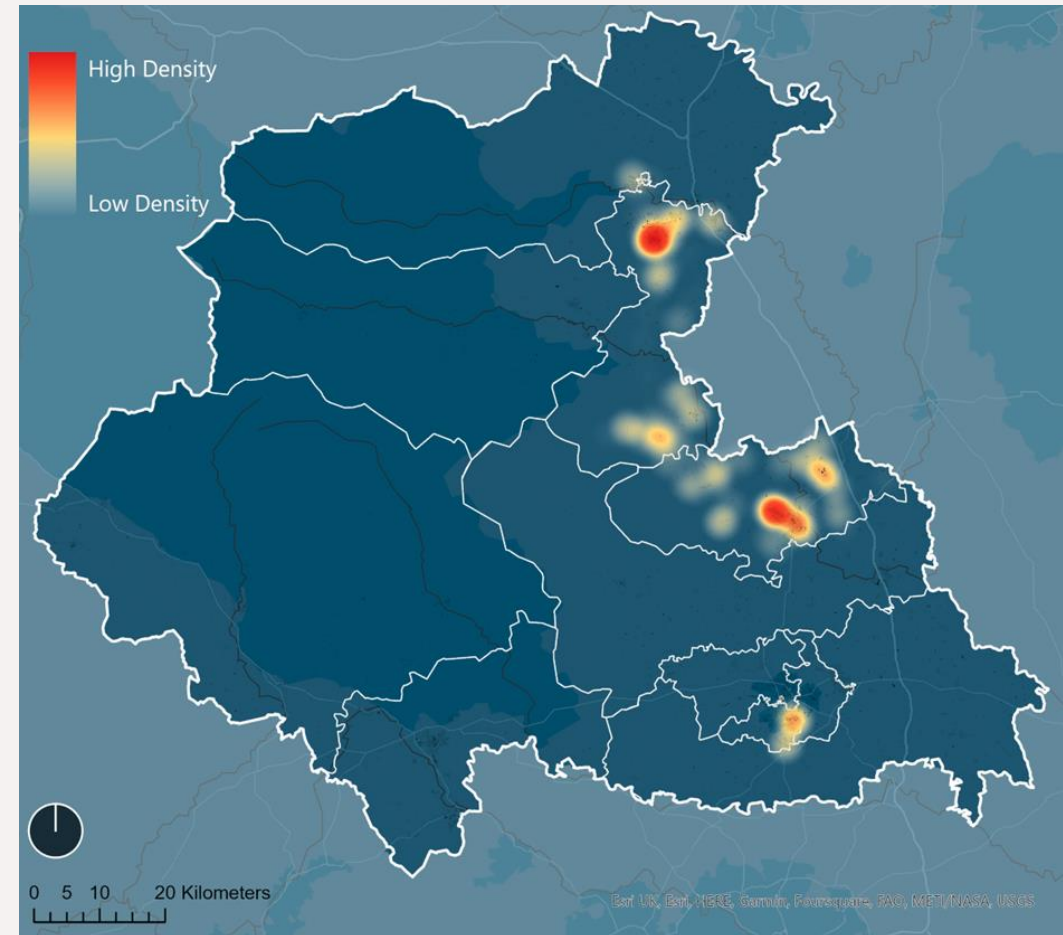 High Density
Low Density
0 5 10 20 Kilometers
Esri UK, Esri, HERE, Garmin, Foursquare, FAO, METI/NASA, USGS